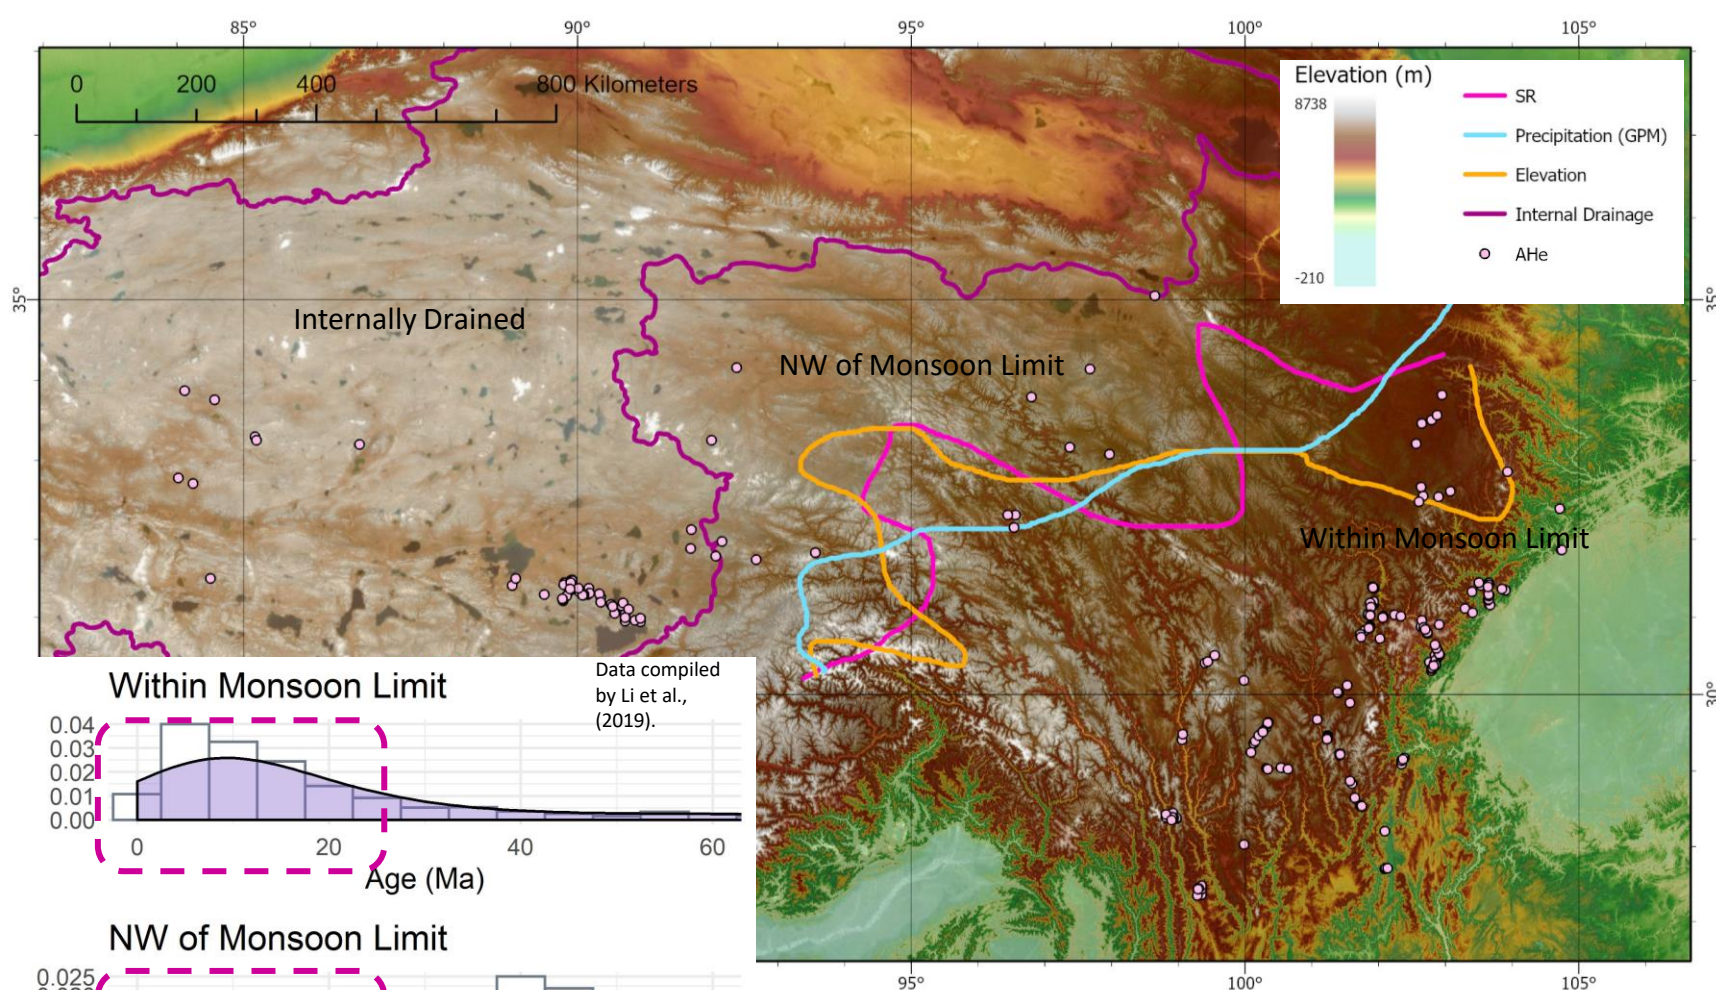 85°
90°
95°
100°
105°
0
200
400
800 Kilometers
Elevation (m)
8738
-210
SR
Precipitation (GPM)
Elevation
Internal Drainage
AHe
35°
Internally Drained
NW of Monsoon Limit
Within Monsoon Limit
Within Monsoon Limit
Data compiled
by Li et al.,
(2019).
0.04
0.03
0.02
0.01
0.00
0
20
40
60
Age (Ma)
NW of Monsoon Limit
0.025
95°
100°
105°